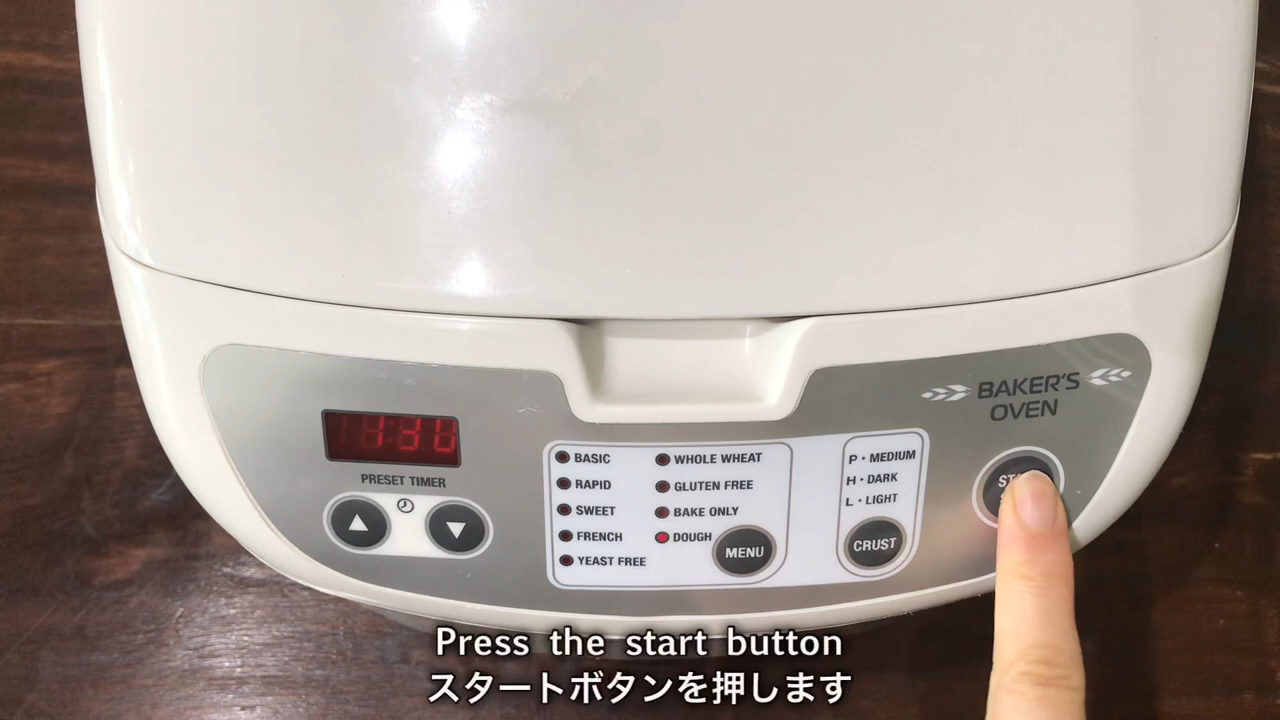 BAKER'S
OVEN
1:30
PRESET TIMER
BASIC
RAPID
SWEET
FRENCH
YEAST FREE
WHOLE WHEAT
GLUTEN FREE
BAKE ONLY
DOUGH
MENU
P・MEDIUM
H・DARK
L・LIGHT
CRUST
Press the start button
スタートボタンを押します